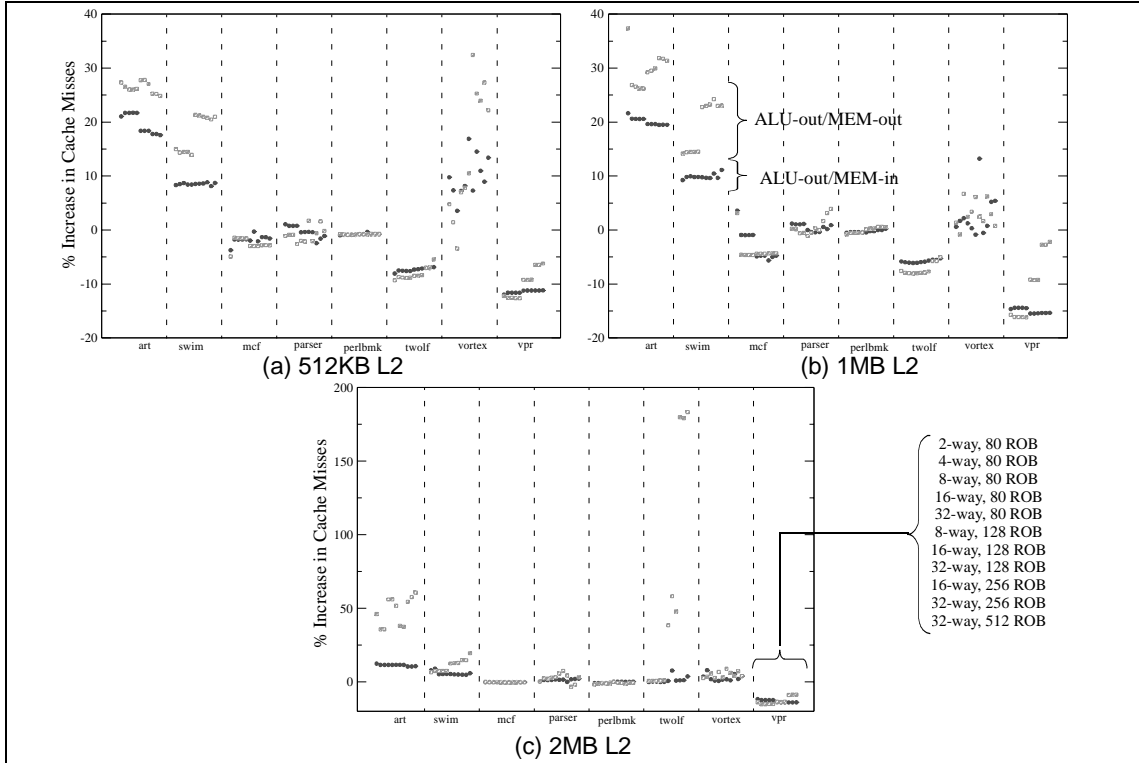 % Increase in Cache Misses
40
30
20
10
0
-10
-20
art swim mcf parser perlbmk twolf vortex vpr
(a) 512KB L2
% Increase in Cache Misses
40
30
20
10
0
-10
-20
ALU-out/MEM-out
ALU-out/MEM-in
art swim mcf parser perlbmk twolf vortex vpr
(b) 1MB L2
% Increase in Cache Misses
200
150
100
50
0
art swim mcf parser perlbmk twolf vortex vpr
(c) 2MB L2
2-way, 80 ROB
4-way, 80 ROB
8-way, 80 ROB
16-way, 80 ROB
32-way, 80 ROB
8-way, 128 ROB
16-way, 128 ROB
32-way, 128 ROB
16-way, 256 ROB
32-way, 256 ROB
32-way, 512 ROB